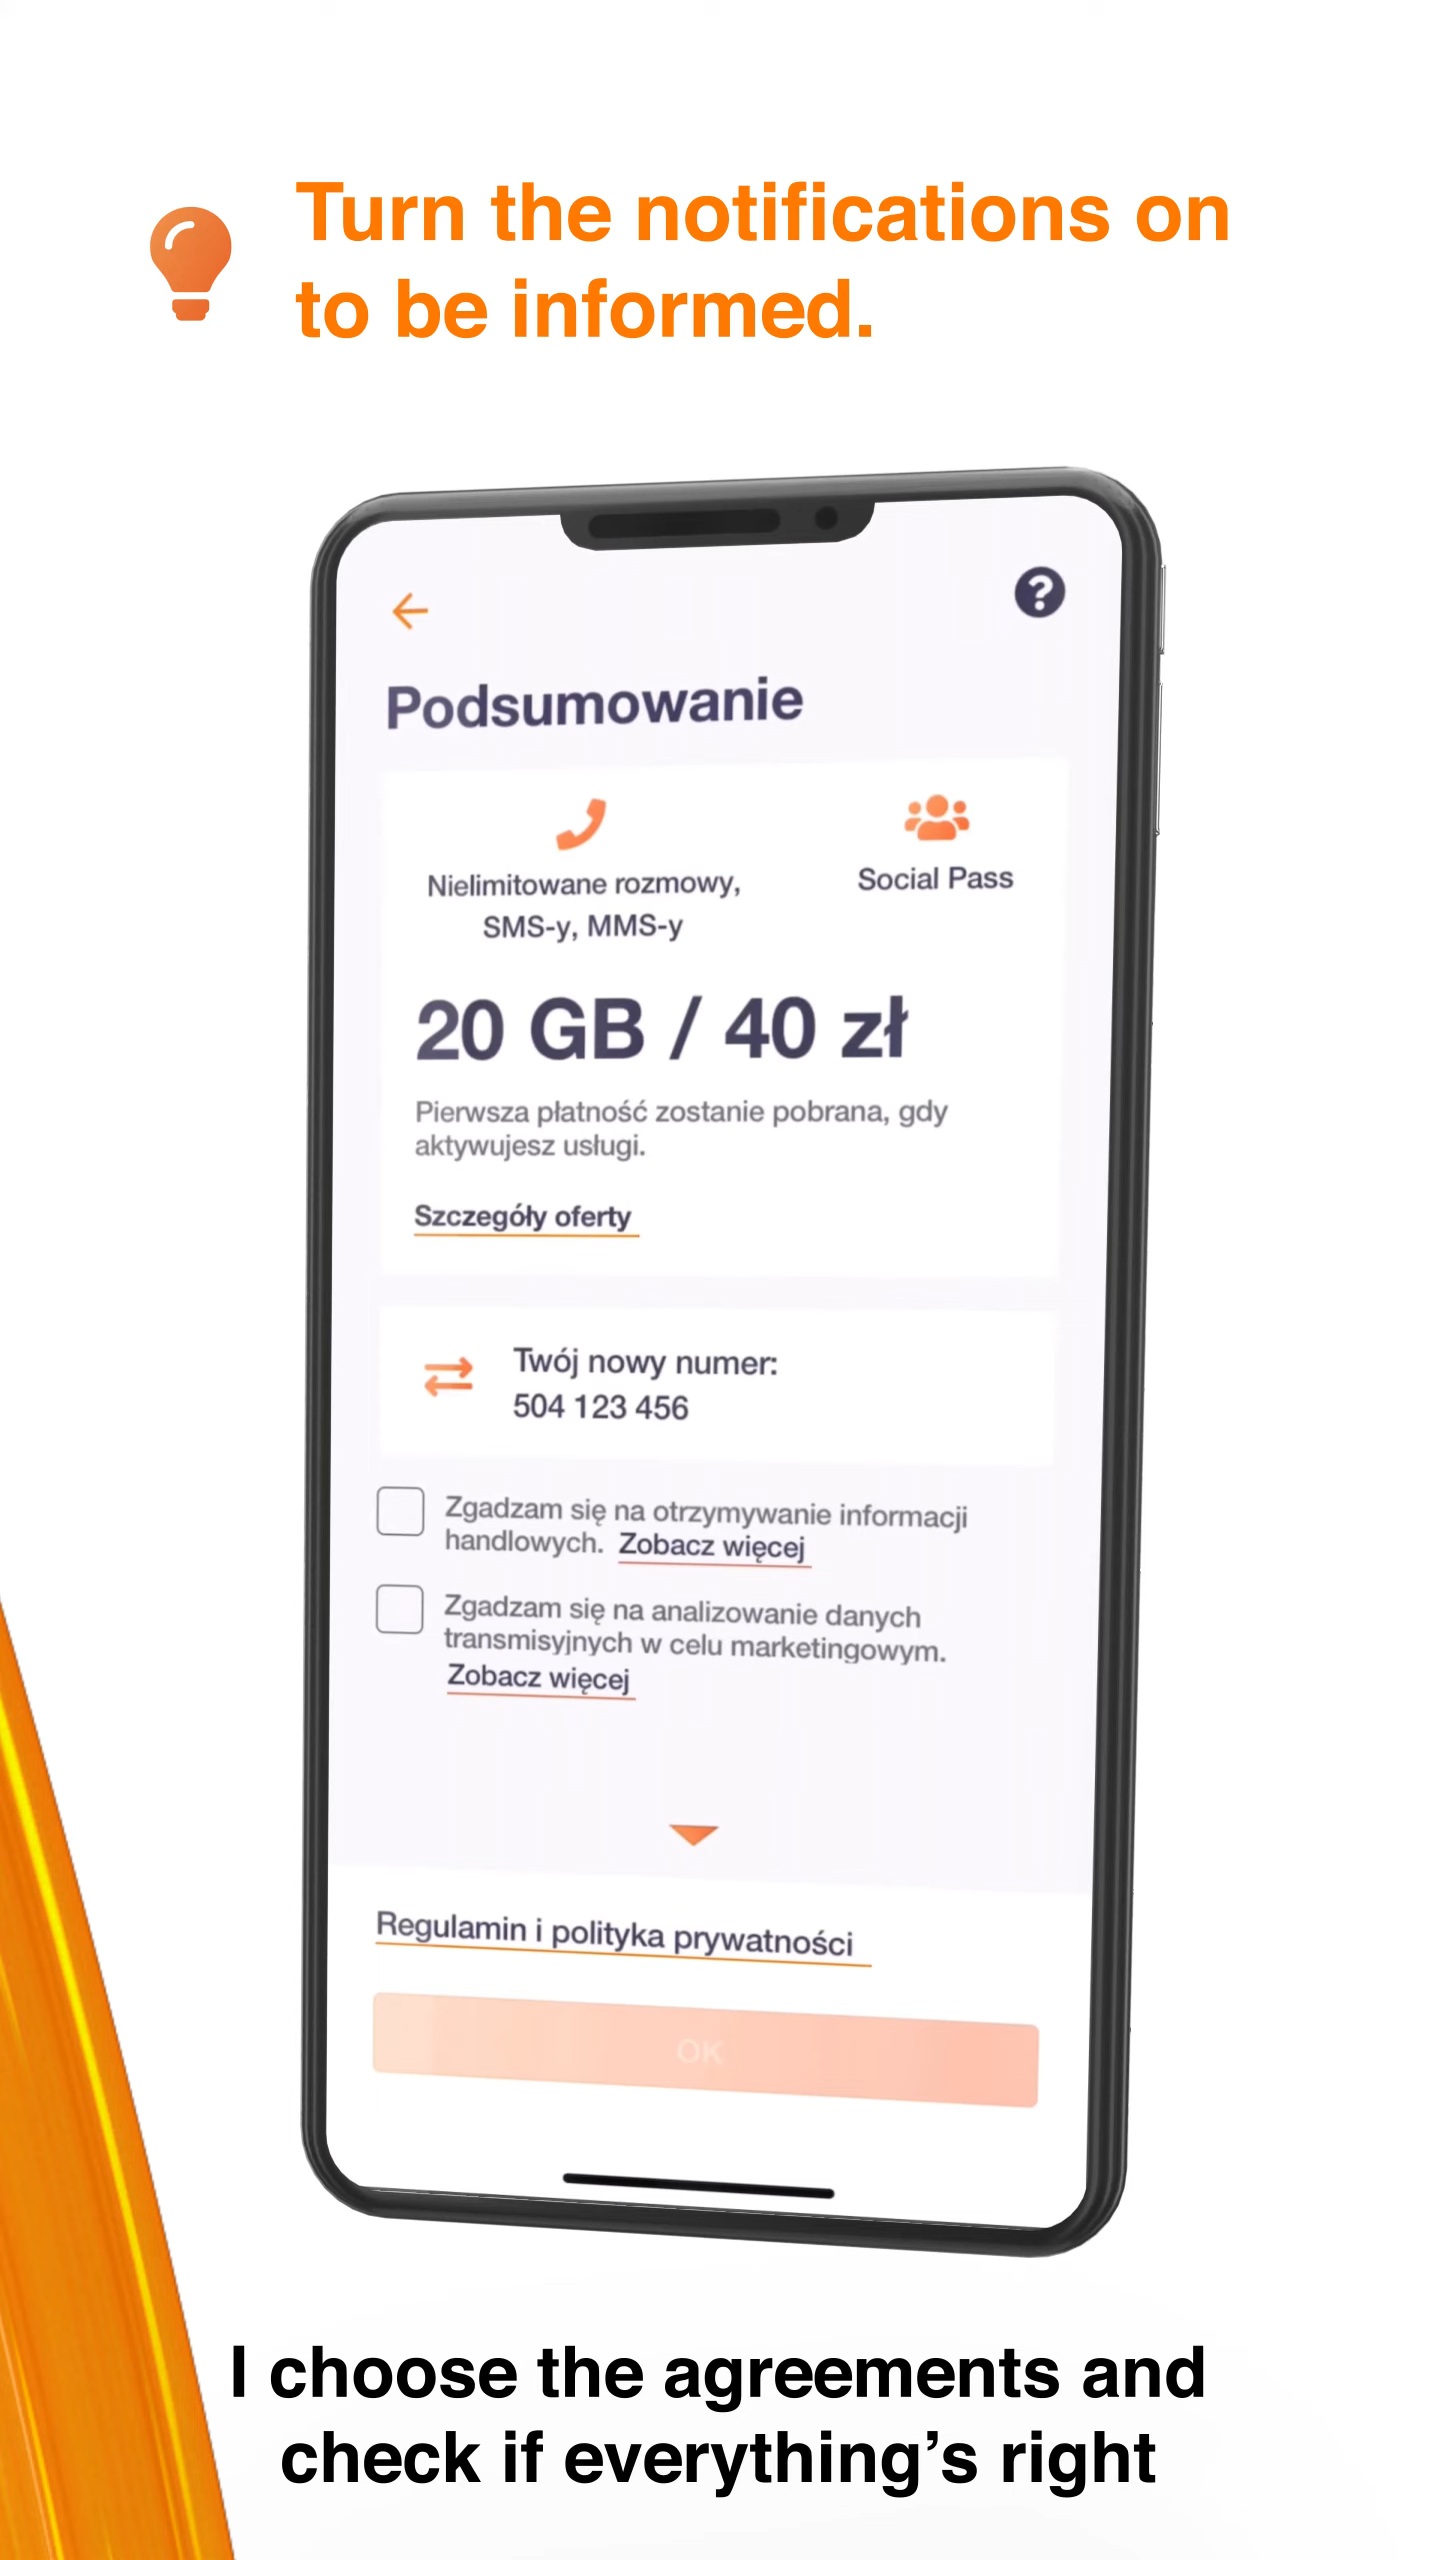 Turn the notifications on
to be informed.
Podsumowanie
Nielimitowane rozmowy,
SMS-y, MMS-y
Social Pass
20 GB / 40 zł
Pierwsza płatność zostanie pobrana, gdy
aktywujesz usługi.
Szczegóły oferty
Twój nowy numer:
504 123 456
Zgadzam się na otrzymywanie informacji
handlowych. Zobacz więcej
Zgadzam się na analizowanie danych
transmisyjnych w celu marketingowym.
Zobacz więcej
Regulamin i polityka prywatności
OK
I choose the agreements and
check if everything’s right